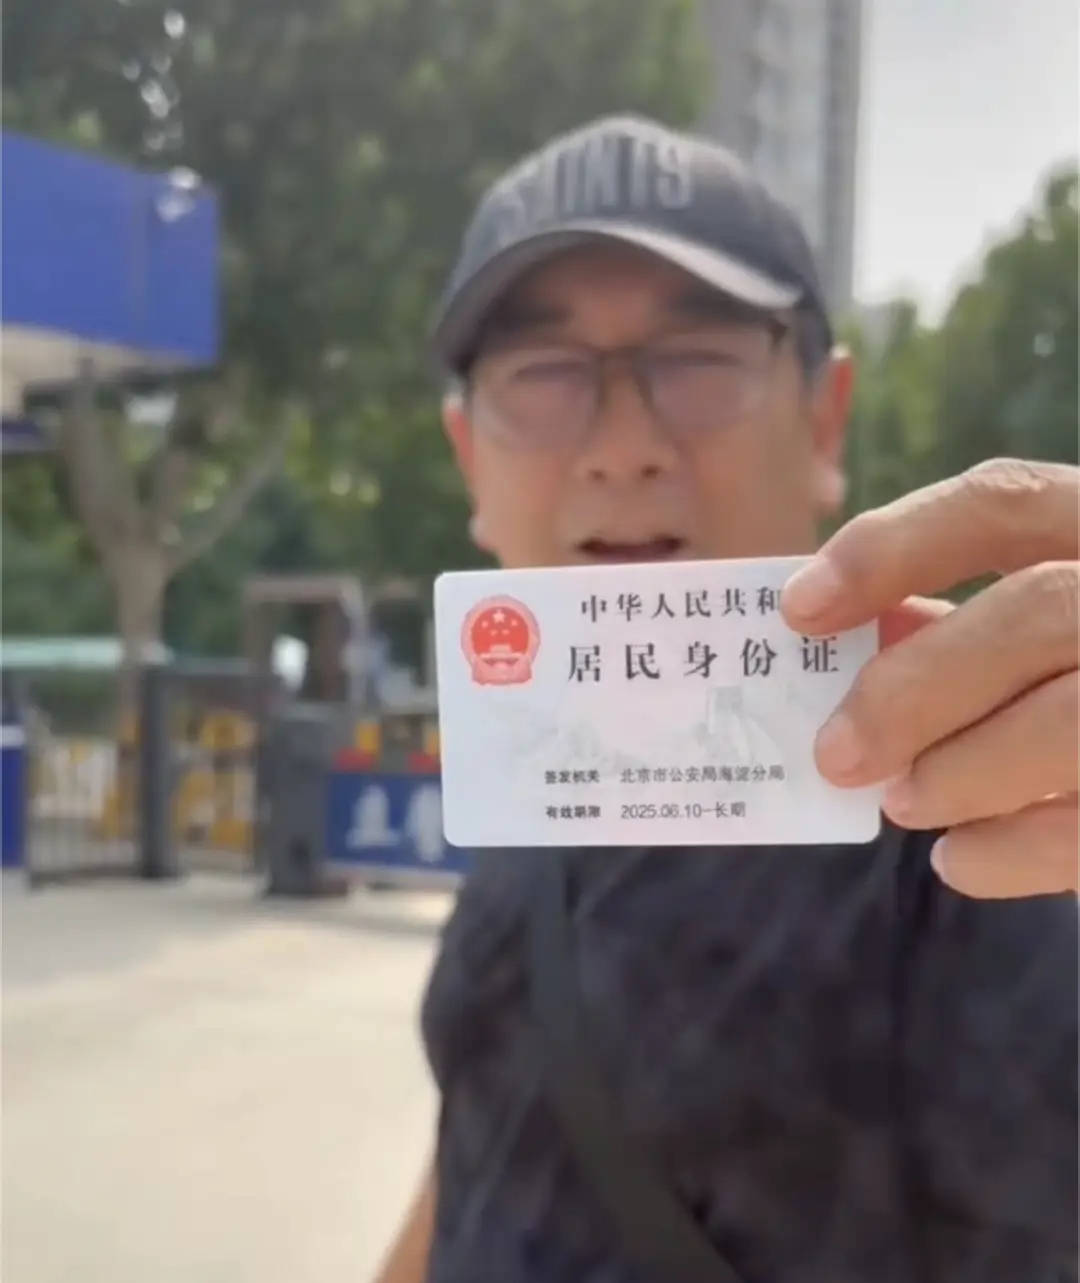 中华人民共和
居民身份证
签发机关 北京市公安局海淀分局
有效期限 2025.06.10-长期